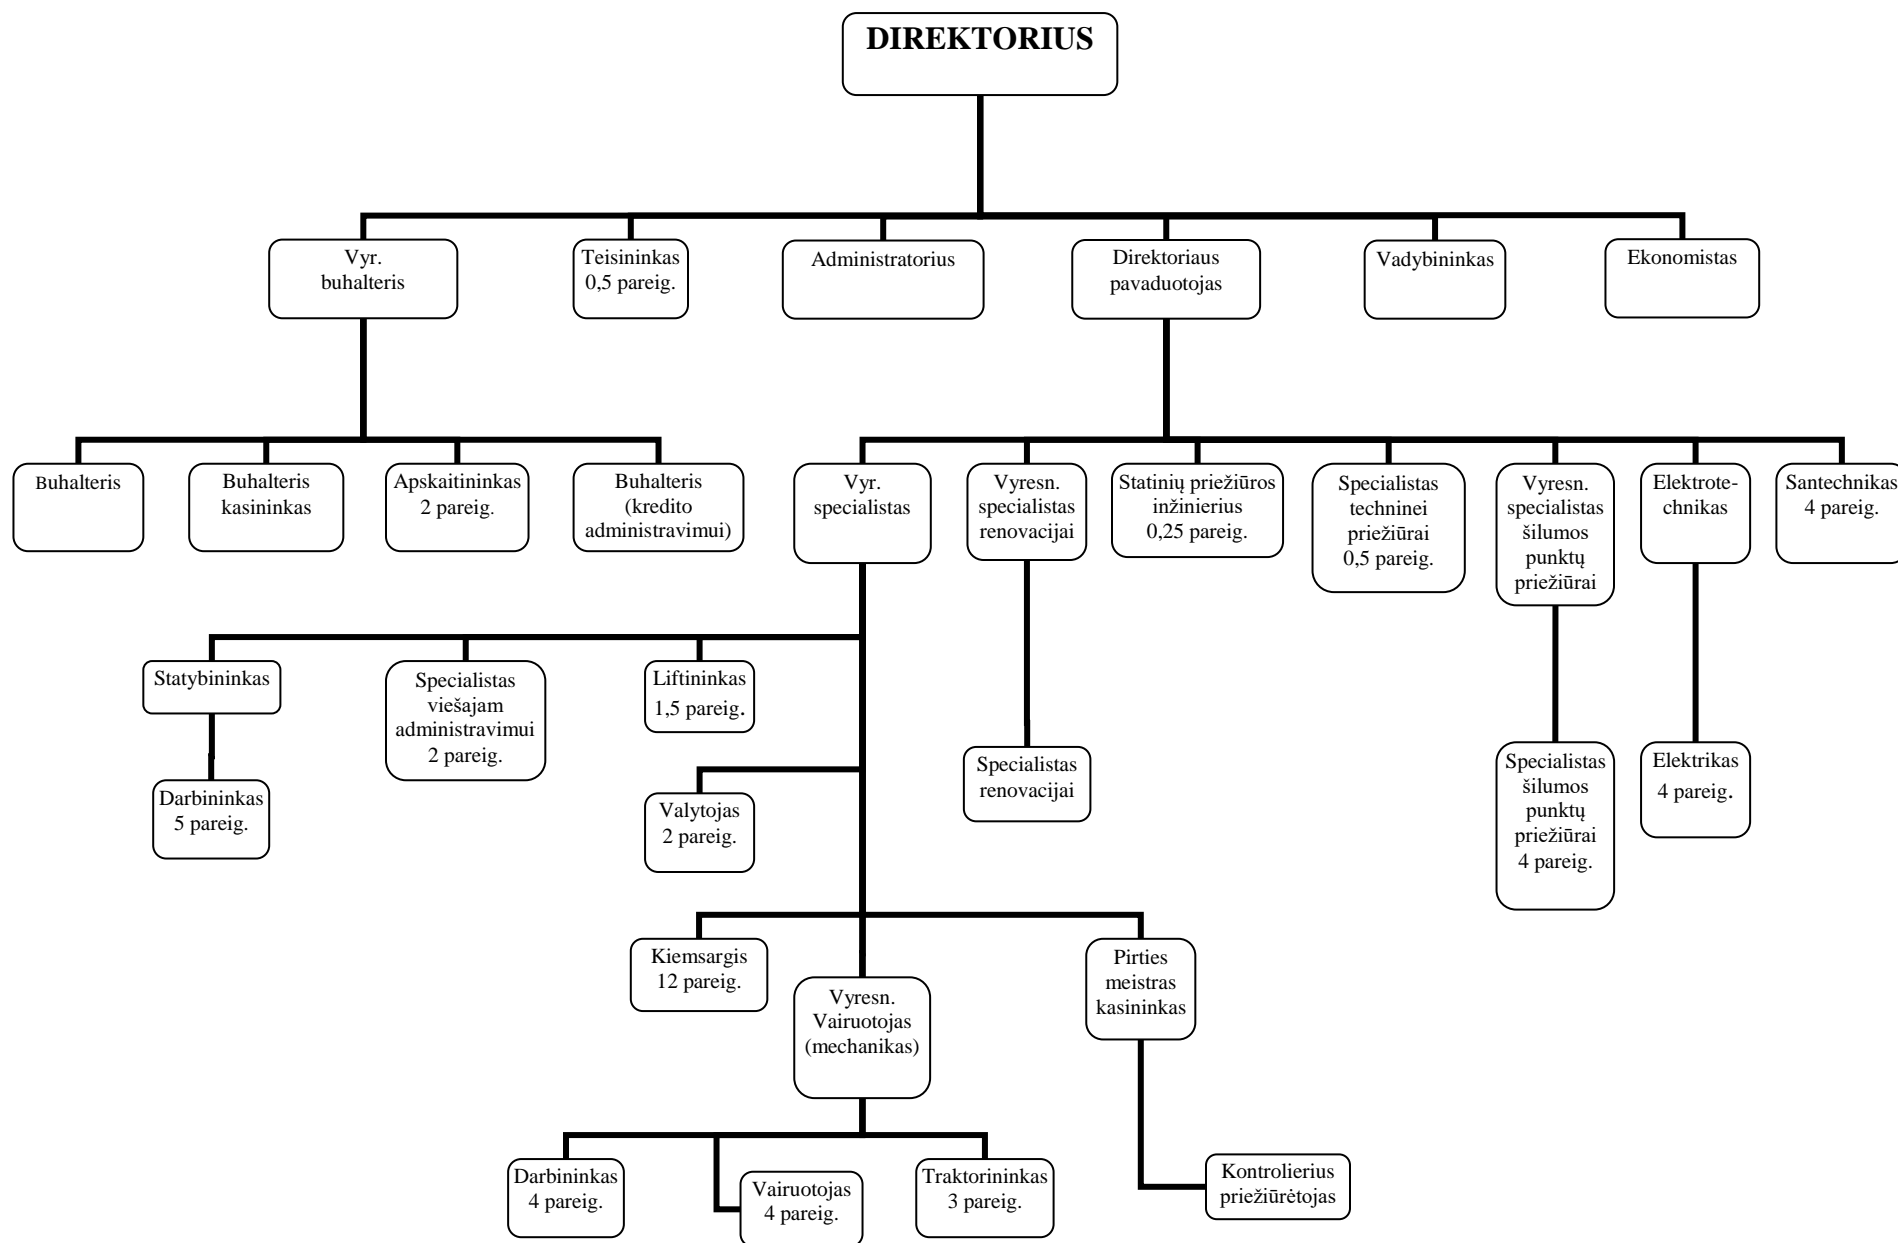 DIREKTORIUS
Vyr.
buhalteris
Teisininkas
0,5 pareig.
Administratorius
Direktoriaus
pavaduotojas
Vadybininkas
Ekonomistas
Buhalteris
Buhalteris
kasininkas
Apskaitininkas
2 pareig.
Buhalteris
(kredito
administravimui)
Vyr.
specialistas
Vyresn.
specialistas
renovacijai
Statinių priežiūros
inžinierius
0,25 pareig.
Specialistas
techninei
priežiūrai
0,5 pareig.
Vyresn.
specialistas
šilumos
punktų
priežiūrai
Elektrote-
chnikas
Santechnikas
4 pareig.
Statybininkas
Specialistas
viešajam
administravimui
2 pareig.
Liftininkas
1,5 pareig.
Darbininkas
5 pareig.
Valytojas
2 pareig.
Specialistas
renovacijai
Specialistas
šilumos
punktų
priežiūrai
4 pareig.
Elektrikas
4 pareig.
Kiemsargis
12 pareig.
Vyresn.
Vairuotojas
(mechanikas)
Pirties
meistras
kasininkas
Darbininkas
4 pareig.
Vairuotojas
4 pareig.
Traktorininkas
3 pareig.
Kontrolierius
priežiūrėtojas